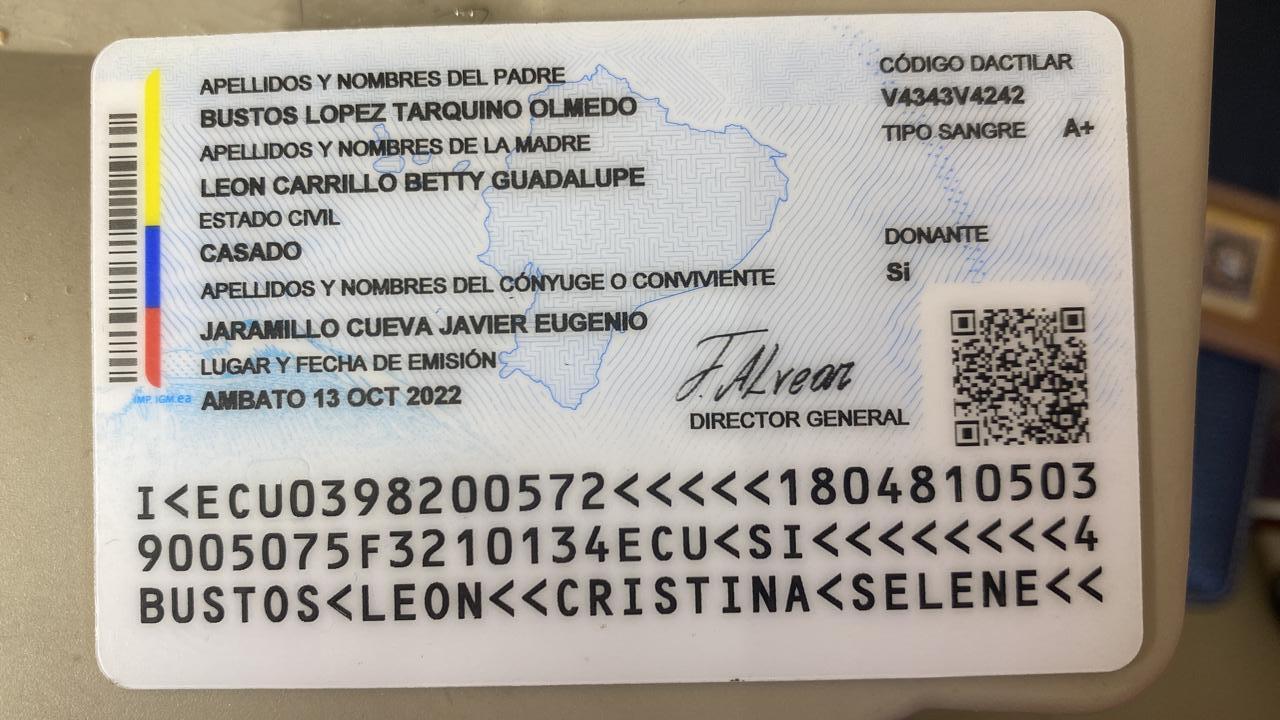 APELLIDOS Y NOMBRES DEL PADRE
BUSTOS LOPEZ TARQUINO OLMEDO
APELLIDOS Y NOMBRES DE LA MADRE
LEON CARRILLO BETTY GUADALUPE
ESTADO CIVIL
CASADO
APELLIDOS Y NOMBRES DEL CÓNYUGE O CONVIVIENTE
JARAMILLO CUEVA JAVIER EUGENIO
LUGAR Y FECHA DE EMISIÓN
AMBATO 13 OCT 2022
IMP. IGM.ea
CÓDIGO DACTILAR
V4343V4242
TIPO SANGRE A+
DONANTE
Si
F. ALvear
DIRECTOR GENERAL
I<ECU0398200572<<<<<1804810503
9005075F3210134ECU<SI<<<<<<<<<4
BUSTOS<LEON<<CRISTINA<SELENE<<